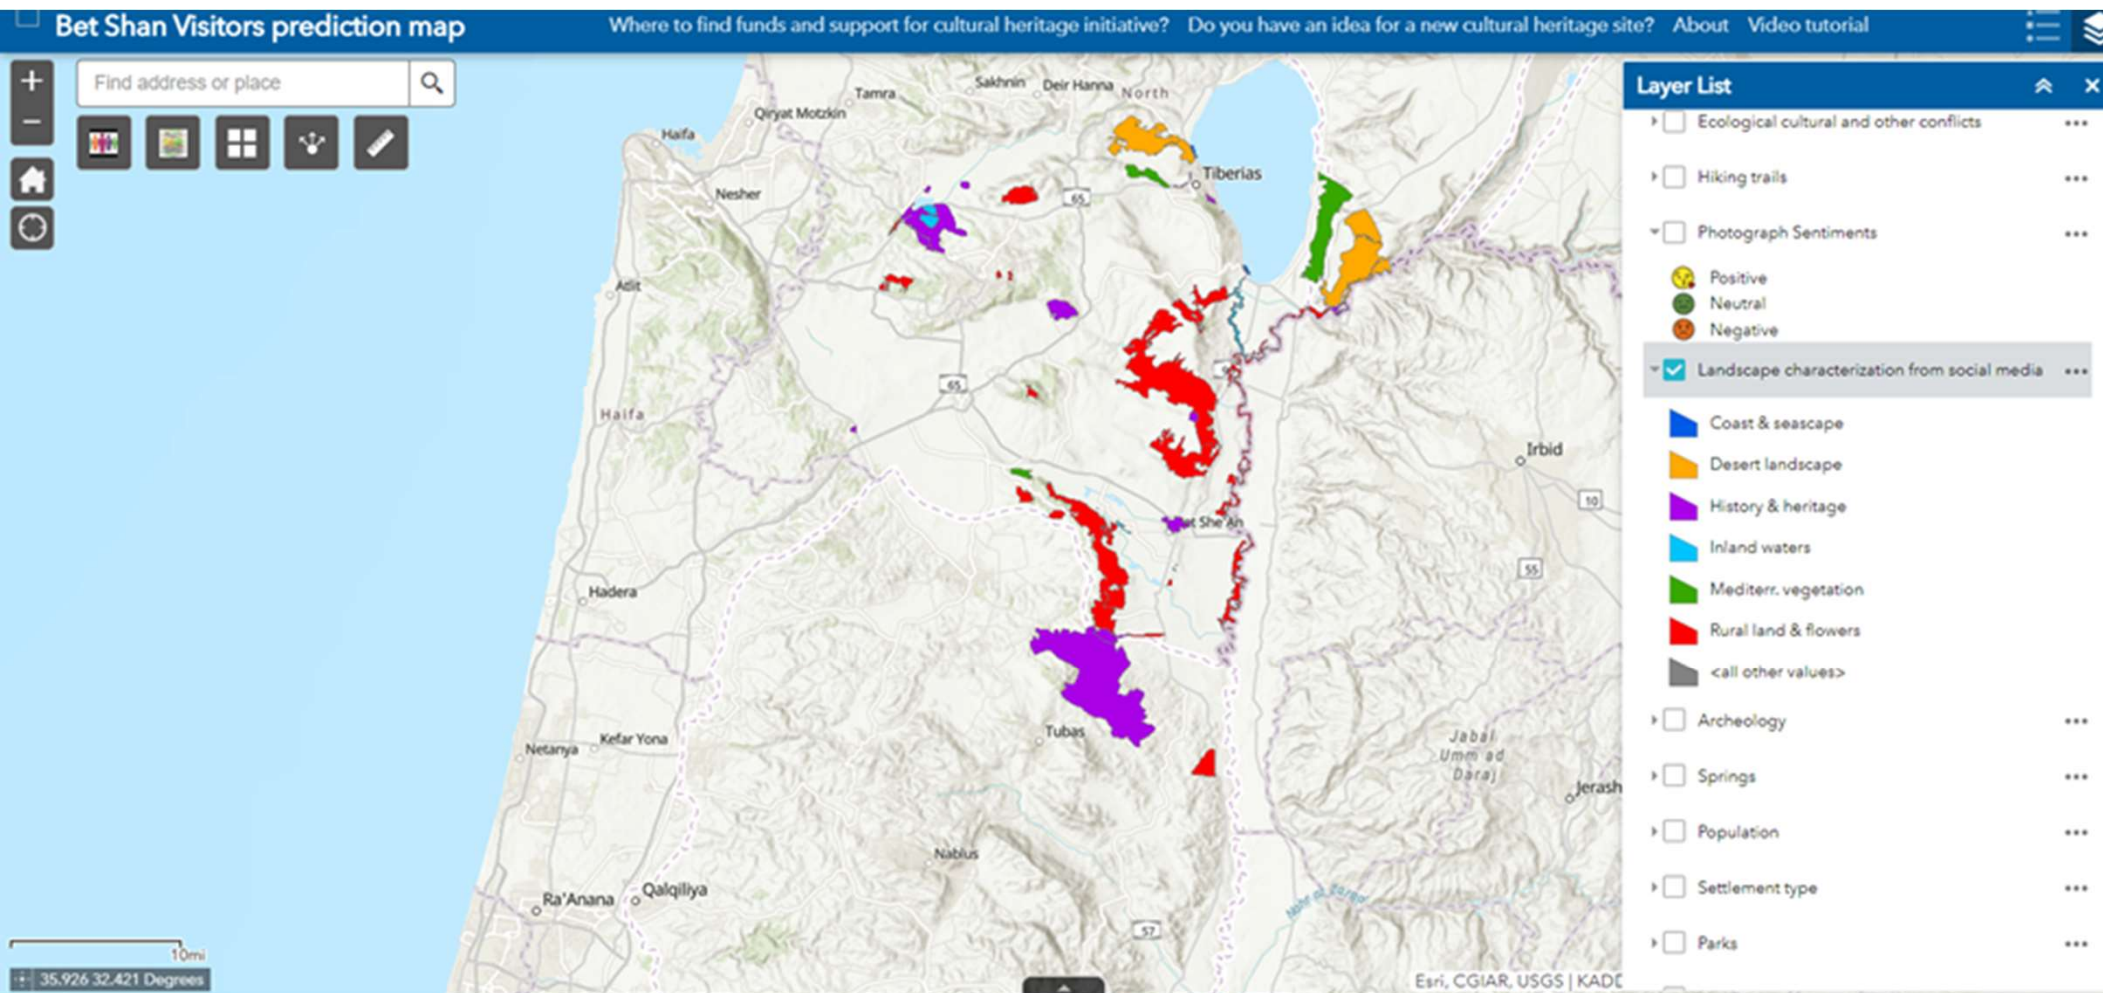 Bet Shan Visitors prediction map
Where to find funds and support for cultural heritage initiative? Do you have an idea for a new cultural heritage site? About Video tutorial
Find address or place
+
−
Layer List
Ecological cultural and other conflicts
Hiking trails
Photograph Sentiments
Positive
Neutral
Negative
Landscape characterization from social media
Coast & seascape
Desert landscape
History & heritage
Inland waters
Mediterr. vegetation
Rural land & flowers
<all other values>
Archeology
Springs
Population
Settlement type
Parks
Sakhnin
Deir Hanna
North
Tamra
Qiryat Motzkin
Haifa
Tiberias
Nesher
65
Atlit
9
65
Haifa
Irbid
10
et She'An
55
Hadera
Tubas
Kefar Yona
Netanya
Jabal
Umm ad
Daraj
Jerash
Nablus
Qalqiliya
Ra'Anana
57
10mi
35.926 32.421 Degrees
Esri, CGIAR, USGS | KADD